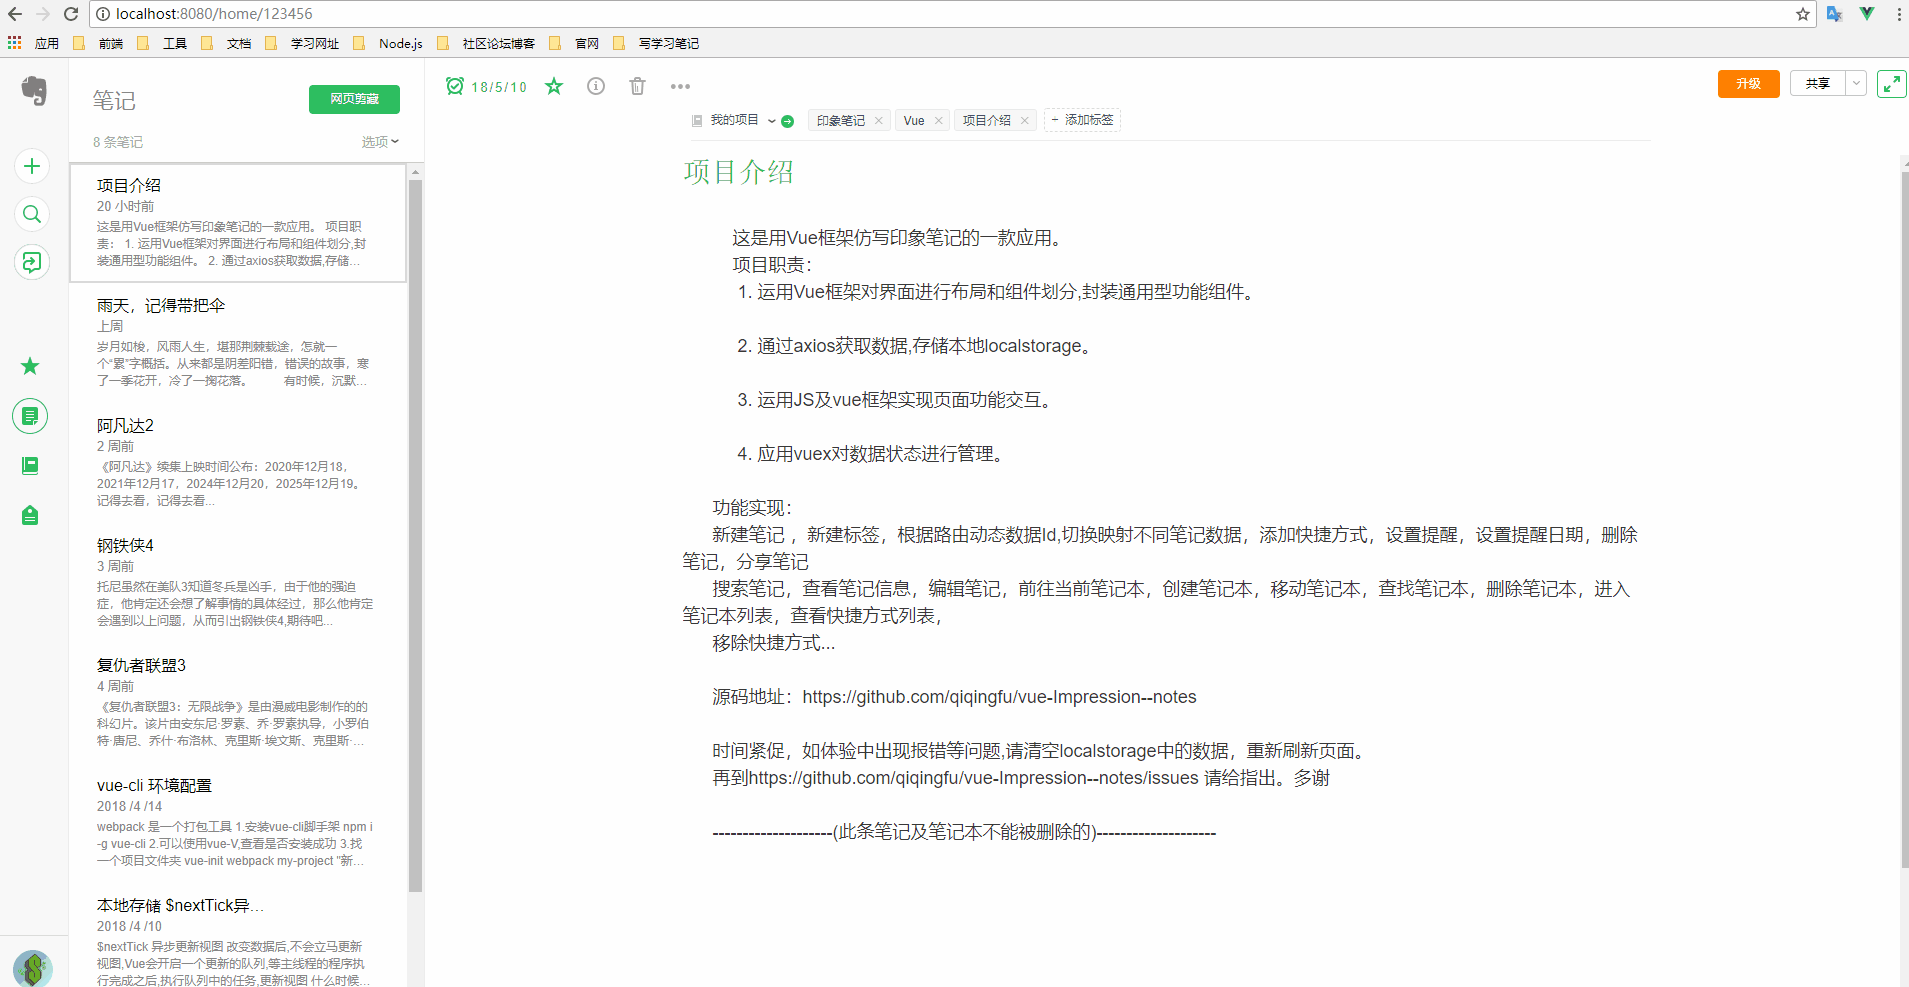 localhost:8080/home/123456
应用 前端 工具 文档 学习网址 Node.js 社区论坛博客 官网 写学习笔记
笔记
网页剪藏
8 条笔记
选项
项目介绍
20 小时前
这是用Vue框架仿写印象笔记的一款应用。 项目职
责： 1. 运用Vue框架对界面进行布局和组件划分,封
装通用型功能组件。 2. 通过axios获取数据,存储...
雨天，记得带把伞
上周
岁月如梭，风雨人生，堪那荆棘载途，怎就一
个“累”字概括。从来都是阴差阳错，错误的故事，寒
了一季花开，冷了一掬花落。 有时候，沉默...
阿凡达2
2 周前
《阿凡达》续集上映时间公布：2020年12月18，
2021年12月17，2024年12月20，2025年12月19。
记得去看，记得去看...
钢铁侠4
3 周前
托尼虽然在美队3知道冬兵是凶手，由于他的强迫
症，他肯定还会想了解事情的具体经过，那么他肯定
会遇到以上问题，从而引出钢铁侠4,期待吧...
复仇者联盟3
4 周前
《复仇者联盟3：无限战争》是由漫威电影制作的的
科幻片。该片由安东尼·罗素、乔·罗素执导，小罗伯
特·唐尼、乔什·布洛林、克里斯·埃文斯、克里斯·...
vue-cli 环境配置
2018 /4 /14
webpack 是一个打包工具 1.安装vue-cli脚手架 npm i
-g vue-cli 2.可以使用vue-V,查看是否安装成功 3.找
一个项目文件夹 vue-init webpack my-project "新...
本地存储 $nextTick异...
2018 /4 /10
$nextTick 异步更新视图 改变数据后,不会立马更新
视图,Vue会开启一个更新的队列,等主线程的程序执
行完成之后,执行队列中的任务,更新视图 什么时候...
18/5/10
升级
共享
我的项目
印象笔记 × Vue × 项目介绍 × + 添加标签
项目介绍
这是用Vue框架仿写印象笔记的一款应用。
项目职责：
1. 运用Vue框架对界面进行布局和组件划分,封装通用型功能组件。
2. 通过axios获取数据,存储本地localstorage。
3. 运用JS及vue框架实现页面功能交互。
4. 应用vuex对数据状态进行管理。
功能实现：
新建笔记 ，新建标签，根据路由动态数据Id,切换映射不同笔记数据，添加快捷方式，设置提醒，设置提醒日期，删除
笔记，分享笔记
搜索笔记，查看笔记信息，编辑笔记，前往当前笔记本，创建笔记本，移动笔记本，查找笔记本，删除笔记本，进入
笔记本列表，查看快捷方式列表，
移除快捷方式...
源码地址：https://github.com/qiqingfu/vue-Impression--notes
时间紧促，如体验中出现报错等问题,请清空localstorage中的数据，重新刷新页面。
再到https://github.com/qiqingfu/vue-Impression--notes/issues 请给指出。多谢
--------------------(此条笔记及笔记本不能被删除的)--------------------